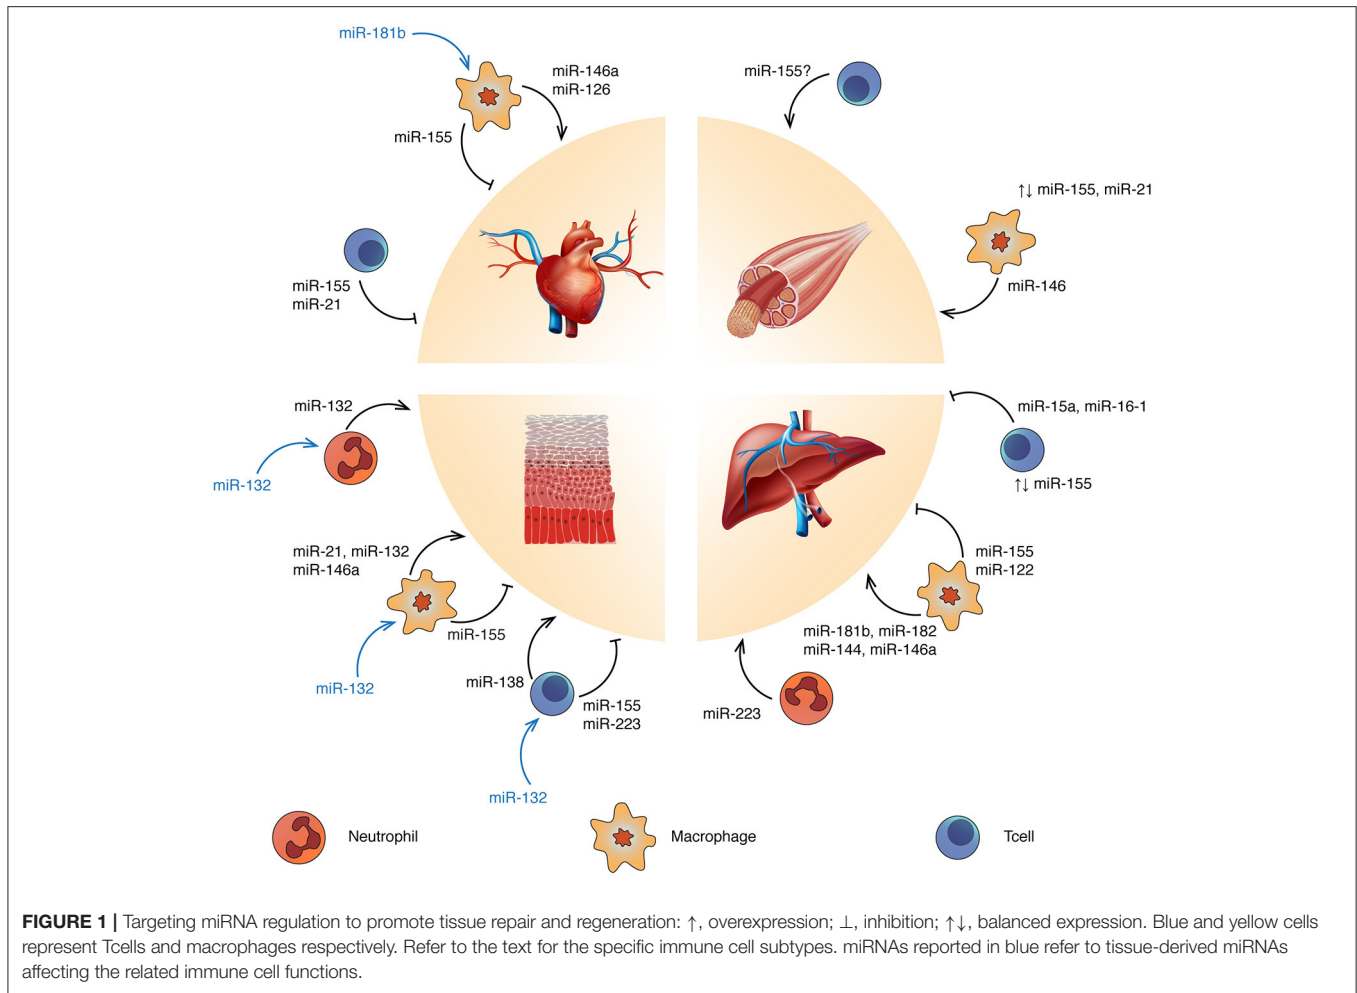 miR-181b
miR-146a
miR-126
miR-155
miR-155?
↑↓ miR-155, miR-21
miR-146
miR-155
miR-21
miR-132
miR-132
miR-15a, miR-16-1
↑↓ miR-155
miR-21, miR-132
miR-146a
miR-155
miR-132
miR-155
miR-122
miR-181b, miR-182
miR-144, miR-146a
miR-138
miR-155
miR-223
miR-132
miR-223
Neutrophil
Macrophage
Tcell
FIGURE 1 | Targeting miRNA regulation to promote tissue repair and regeneration: ↑, overexpression; ⊥, inhibition; ↑↓, balanced expression. Blue and yellow cells
represent Tcells and macrophages respectively. Refer to the text for the specific immune cell subtypes. miRNAs reported in blue refer to tissue-derived miRNAs
affecting the related immune cell functions.